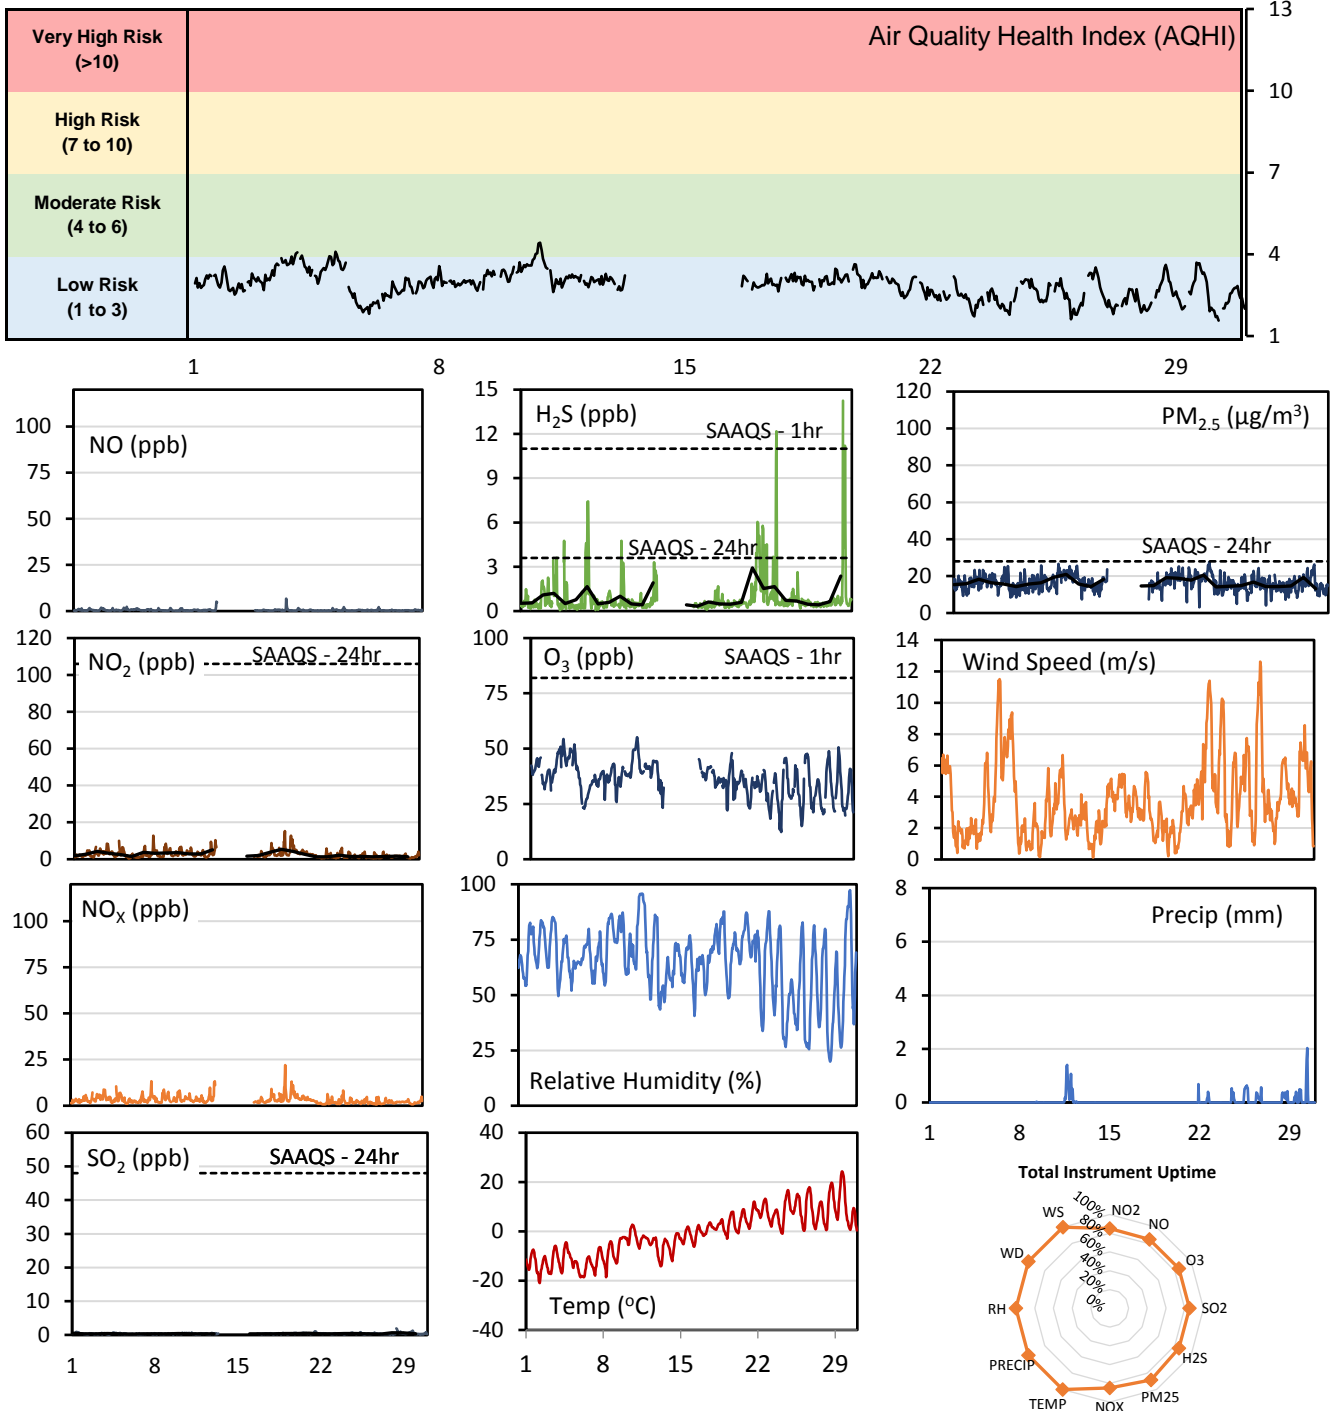 Air Quality Health Index (AQHI)
Very High Risk
(>10)
High Risk
(7 to 10)
Moderate Risk
(4 to 6)
Low Risk
(1 to 3)
13
10
7
4
1
1 8 15 22 29
NO (ppb)
100
75
50
25
0
H₂S (ppb)
SAAQS - 1hr
SAAQS - 24hr
15
12
9
6
3
0
PM₂.₅ (µg/m³)
SAAQS - 24hr
120
100
80
60
40
20
0
NO₂ (ppb)
SAAQS - 24hr
120
100
80
60
40
20
0
O₃ (ppb)
SAAQS - 1hr
100
75
50
25
0
Wind Speed (m/s)
14
12
10
8
6
4
2
0
NOₓ (ppb)
100
75
50
25
0
Relative Humidity (%)
100
75
50
25
0
Precip (mm)
8
6
4
2
0
1 8 15 22 29
SO₂ (ppb)
SAAQS - 24hr
60
50
40
30
20
10
0
1 8 15 22 29
Temp (°C)
40
20
0
-20
-40
1 8 15 22 29
Total Instrument Uptime
100%
80%
60%
40%
20%
0%
NO2
NO
O3
SO2
H2S
PM25
NOX
TEMP
PRECIP
RH
WD
WS